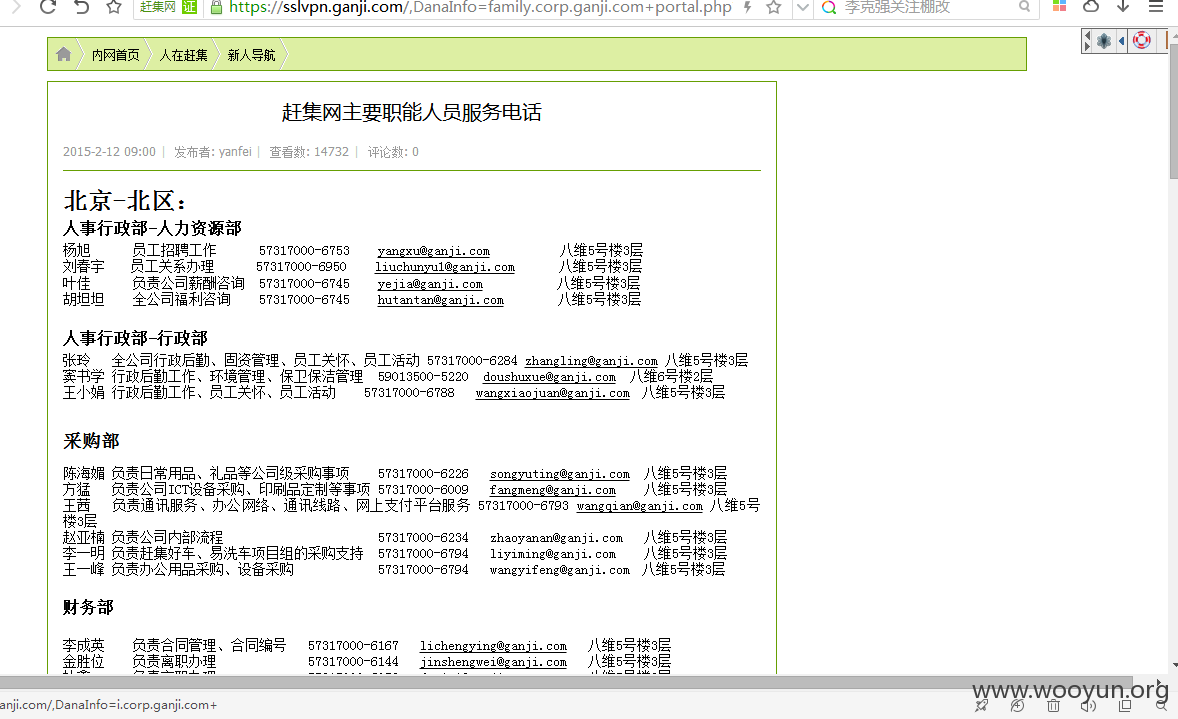 赶集网 证 https://sslvpn.ganji.com/,DanaInfo=family.corp.ganji.com+portal.php 李克强关注棚改
内网首页 人在赶集 新人导航
赶集网主要职能人员服务电话
2015-2-12 09:00 | 发布者: yanfei | 查看数: 14732 | 评论数: 0
北京-北区：
人事行政部-人力资源部
杨旭 员工招聘工作 57317000-6753 yangxu@ganji.com 八维5号楼3层
刘春宇 员工关系办理 57317000-6950 liuchunyu1@ganji.com 八维5号楼3层
叶佳 负责公司薪酬咨询 57317000-6745 yejia@ganji.com 八维5号楼3层
胡坦坦 全公司福利咨询 57317000-6745 hutantan@ganji.com 八维5号楼3层
人事行政部-行政部
张玲 全公司行政后勤、固资管理、员工关怀、员工活动 57317000-6284 zhangling@ganji.com 八维5号楼3层
窦书学 行政后勤工作、环境管理、保卫保洁管理 59013500-5220 doushuxue@ganji.com 八维6号楼2层
王小娟 行政后勤工作、员工关怀、员工活动 57317000-6788 wangxiaojuan@ganji.com 八维5号楼3层
采购部
陈海媚 负责日常用品、礼品等公司级采购事项 57317000-6226 songyuting@ganji.com 八维5号楼3层
方猛 负责公司ICT设备采购、印刷品定制等事项 57317000-6009 fangmeng@ganji.com 八维5号楼3层
王茜 负责通讯服务、办公网络、通讯线路、网上支付平台服务 57317000-6793 wangqian@ganji.com 八维5号
楼3层
赵亚楠 负责公司内部流程 57317000-6234 zhaoyanan@ganji.com 八维5号楼3层
李一明 负责赶集好车、易洗车项目组的采购支持 57317000-6794 liyiming@ganji.com 八维5号楼3层
王一峰 负责办公用品采购、设备采购 57317000-6794 wangyifeng@ganji.com 八维5号楼3层
财务部
李成英 负责合同管理、合同编号 57317000-6167 lichengying@ganji.com 八维5号楼3层
金胜位 负责离职办理 57317000-6144 jinshengwei@ganji.com 八维5号楼3层
www.wooyun.org
anji.com/,DanaInfo=i.corp.ganji.com+